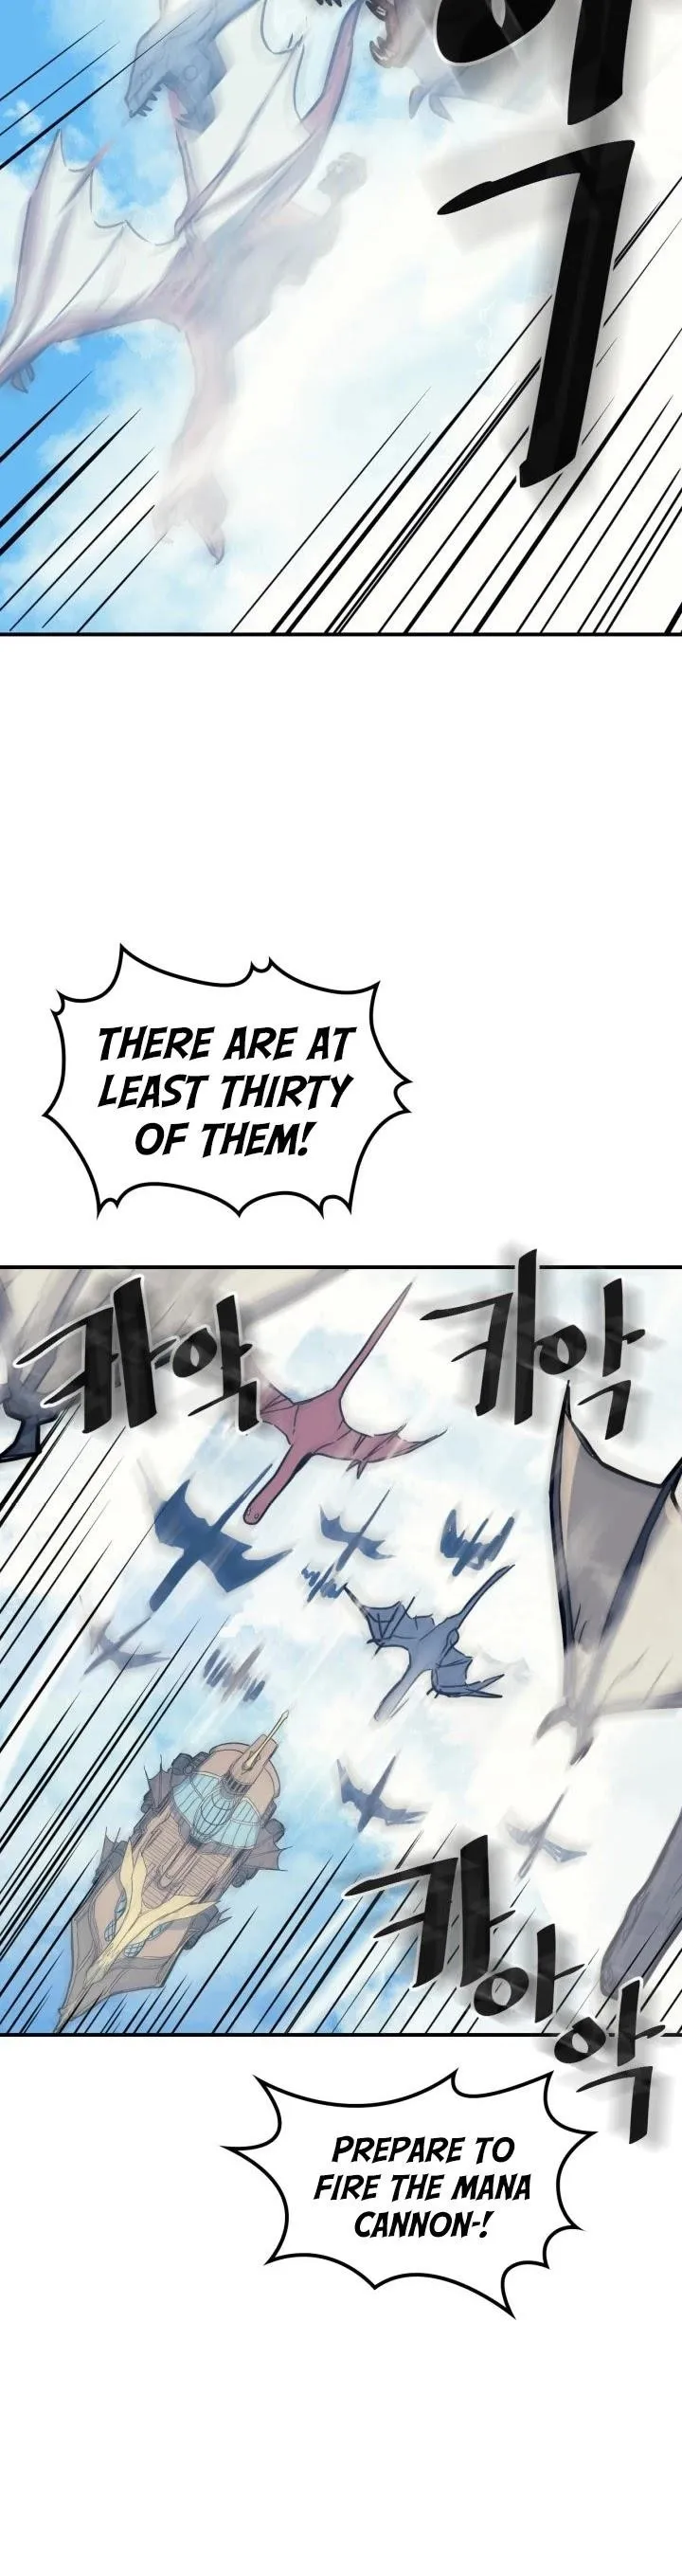 악
THERE ARE AT
LEAST THIRTY
OF THEM!
카악
카악
카아악
PREPARE TO
FIRE THE MANA
CANNON-!